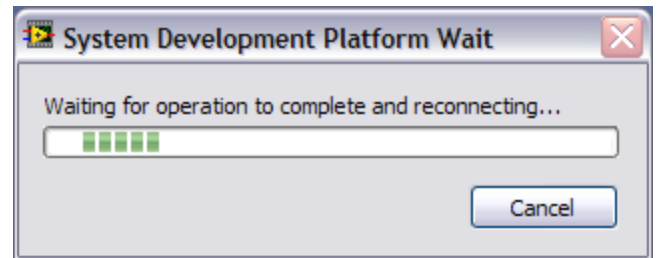 System Development Platform Wait
Waiting for operation to complete and reconnecting...
Cancel